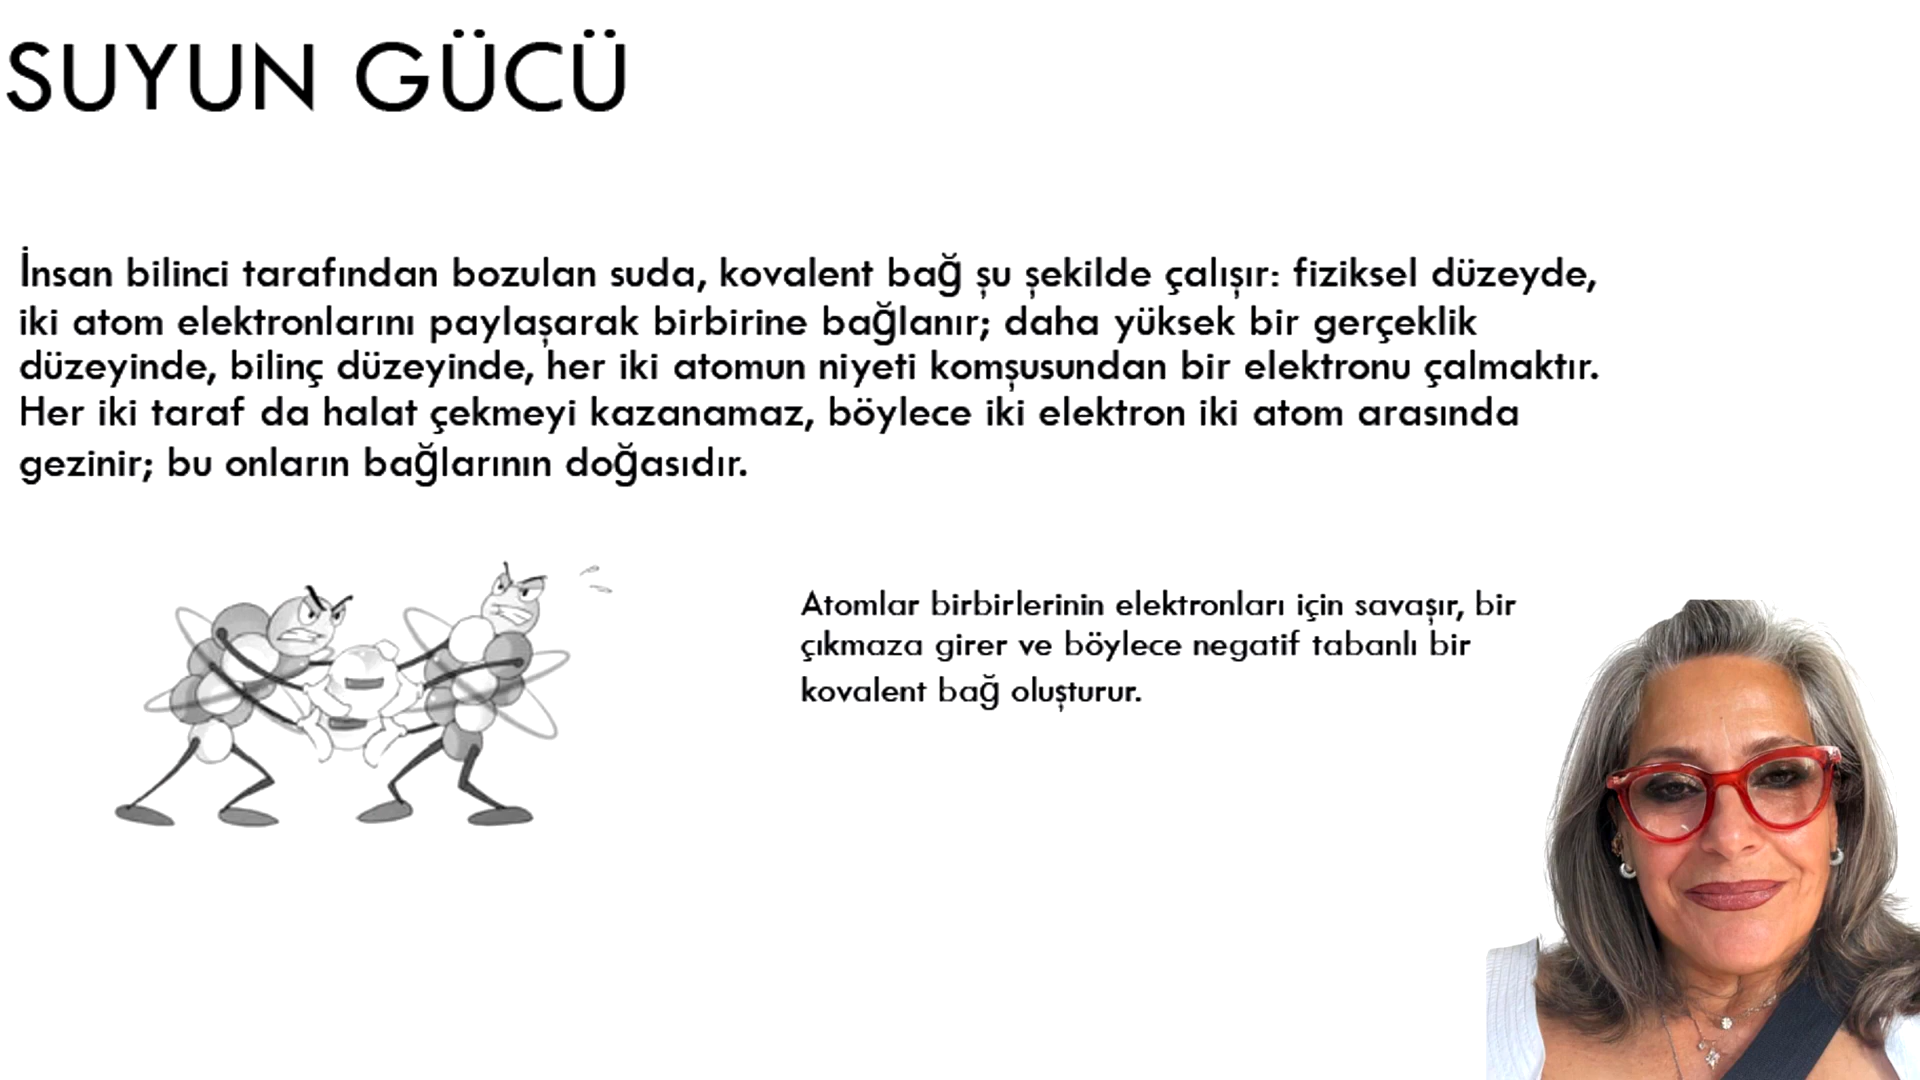 SUYUN GÜCÜ
İnsan bilinci tarafından bozulan suda, kovalent bağ şu şekilde çalışır: fiziksel düzeyde,
iki atom elektronlarını paylaşarak birbirine bağlanır; daha yüksek bir gerçeklik
düzeyinde, bilinç düzeyinde, her iki atomun niyeti komşusundan bir elektronu çalmaktır.
Her iki taraf da halat çekmeyi kazanamaz, böylece iki elektron iki atom arasında
gezinir; bu onların bağlarının doğasıdır.
Atomlar birbirlerinin elektronları için savaşır, bir
çıkmaza girer ve böylece negatif tabanlı bir
kovalent bağ oluşturur.